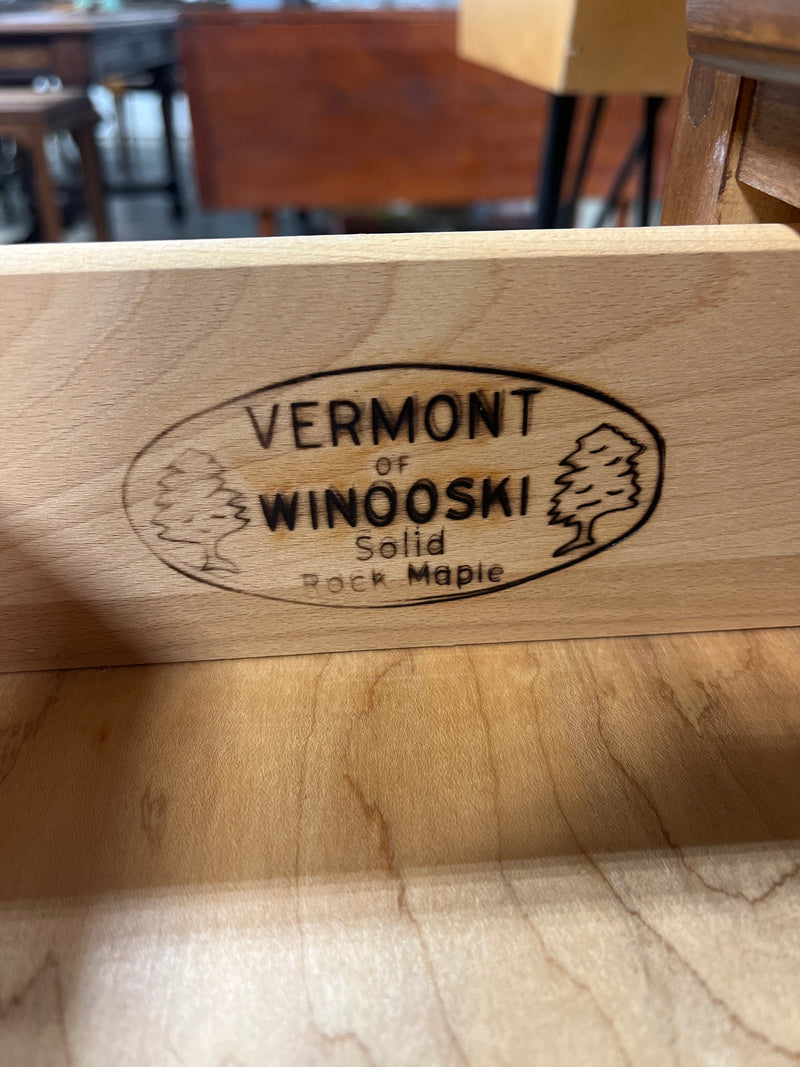 VERMONT
OF
WINOOSKI
Solid
Rock Maple